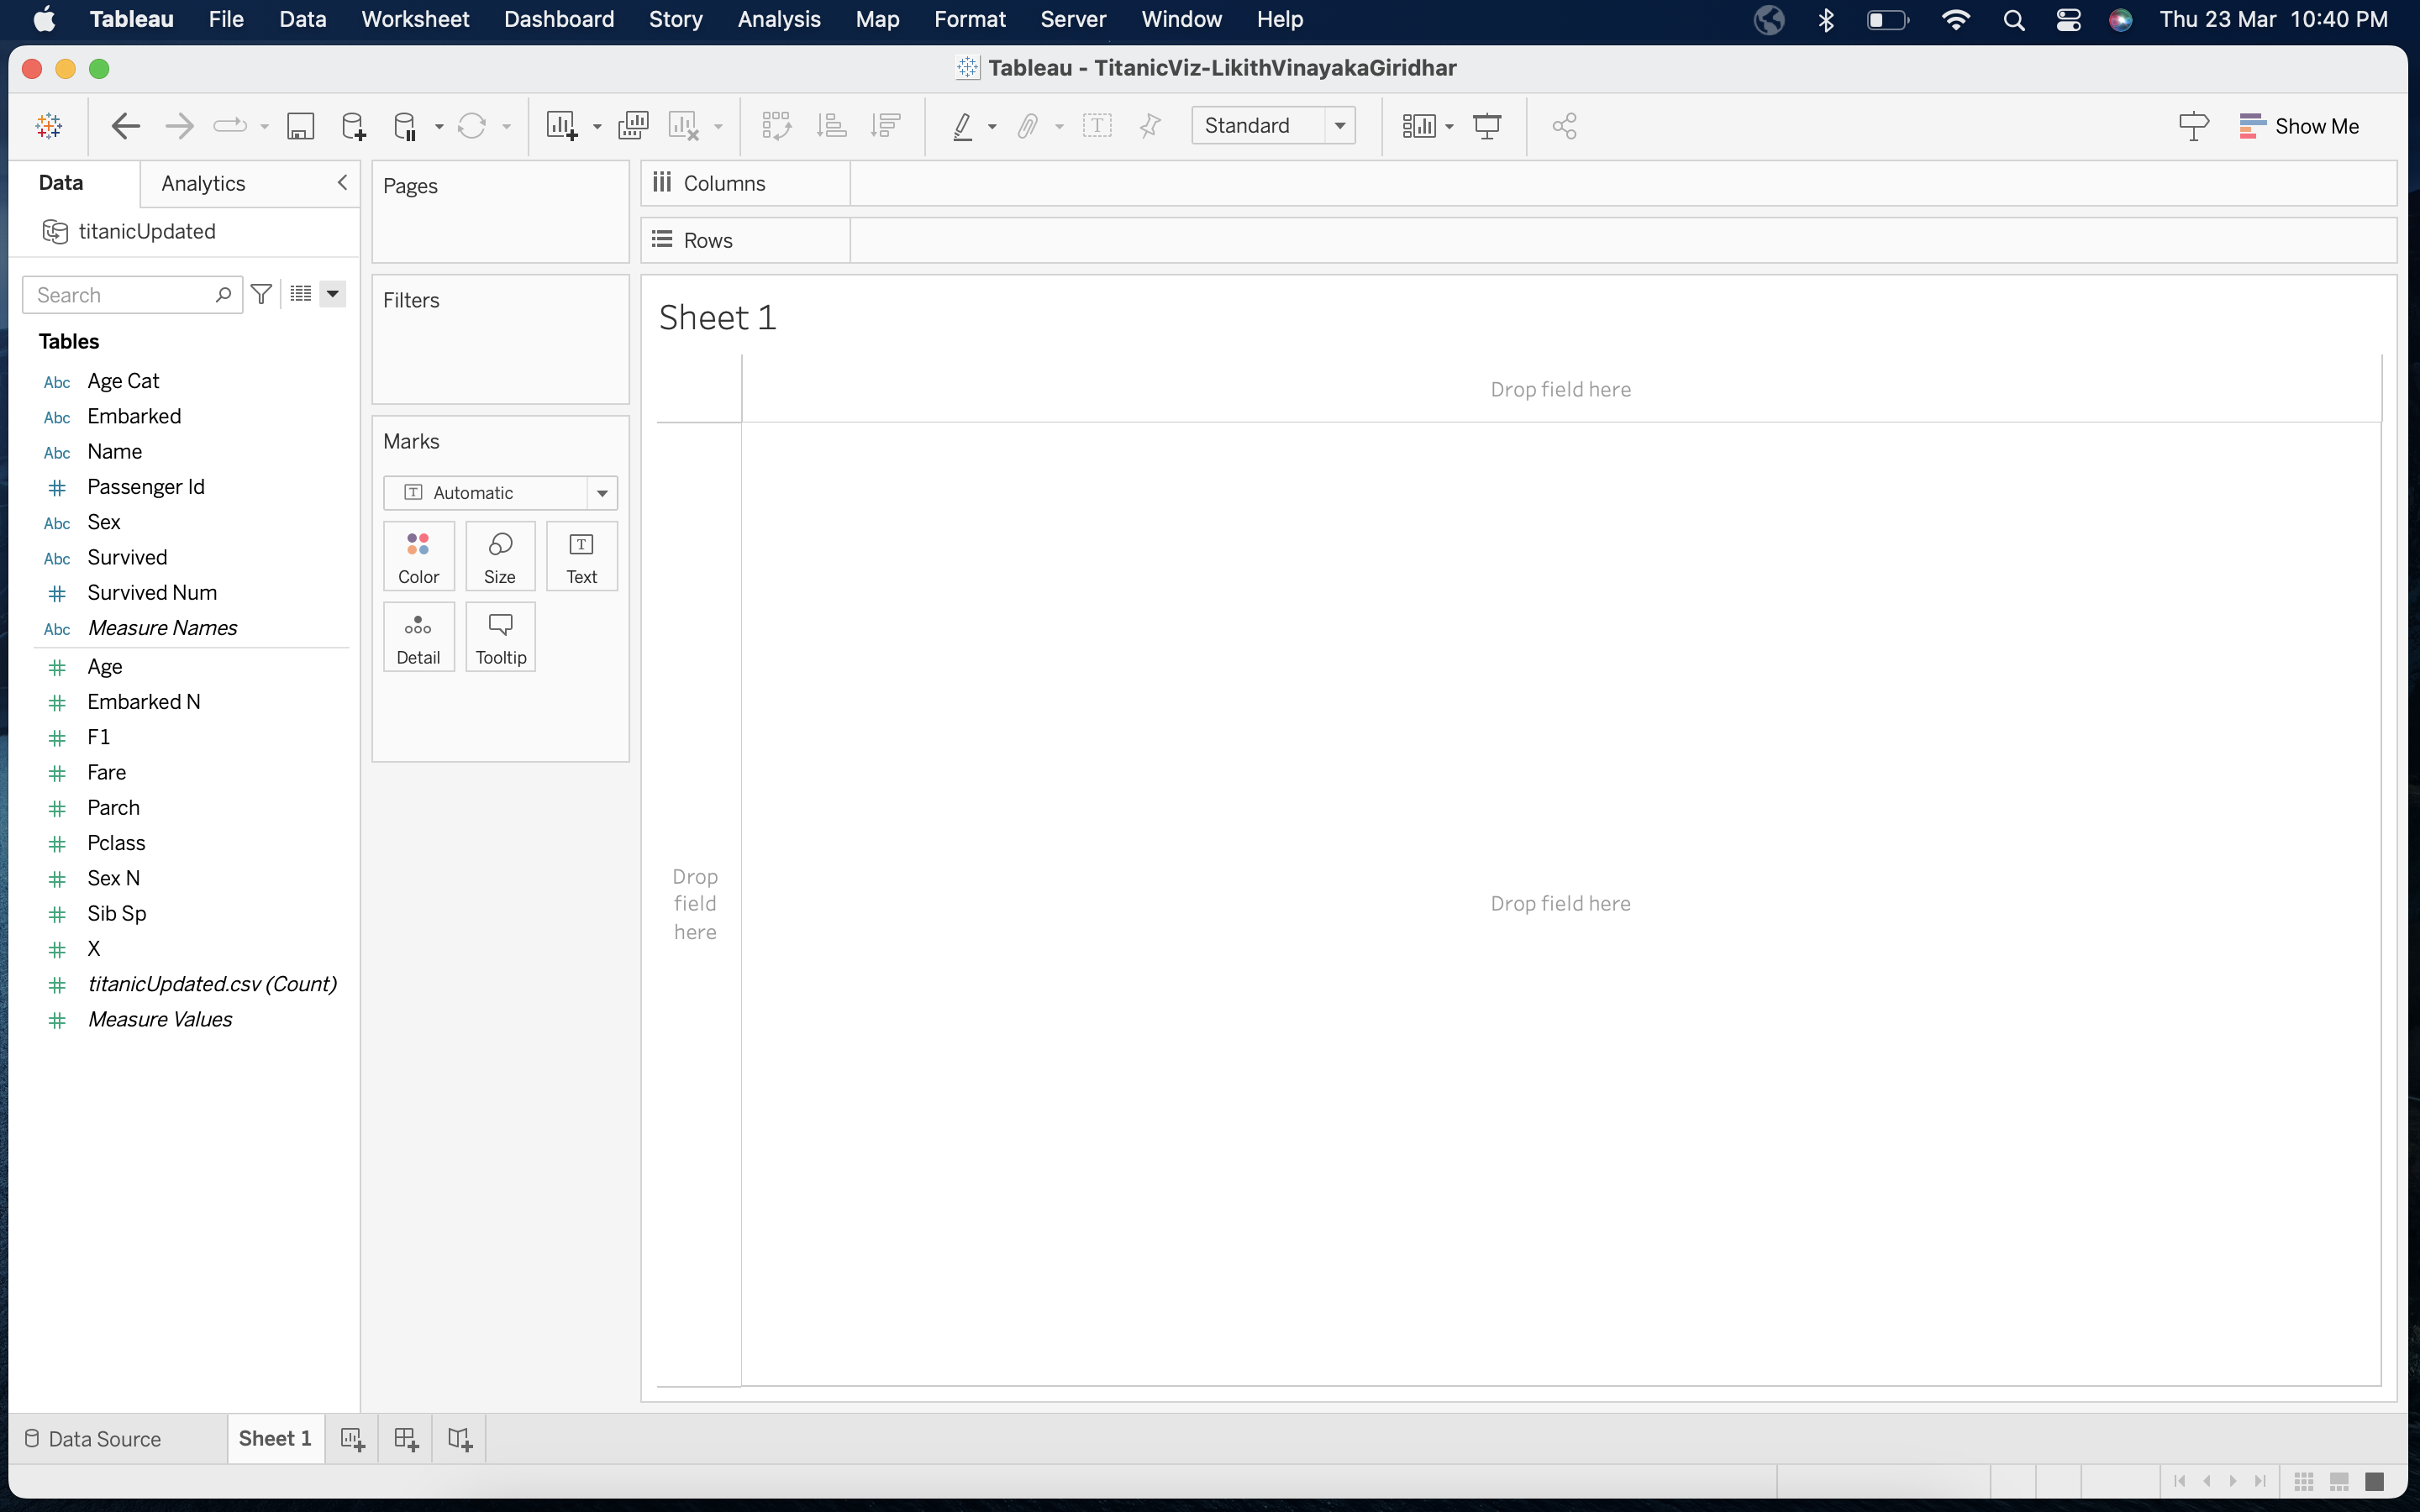 Tableau File Data Worksheet Dashboard Story Analysis Map Format Server Window Help Thu 23 Mar 10:40 PM
Tableau - TitanicViz-LikithVinayakaGiridhar
Standard Show Me
Data Analytics
titanicUpdated
Search
Tables
Abc Age Cat
Abc Embarked
Abc Name
# Passenger Id
Abc Sex
Abc Survived
# Survived Num
Abc Measure Names
# Age
# Embarked N
# F1
# Fare
# Parch
# Pclass
# Sex N
# Sib Sp
# X
# titanicUpdated.csv (Count)
# Measure Values
Pages
Filters
Marks
T Automatic
Color Size T Text
Detail Tooltip
Columns
Rows
Sheet 1
Drop field here
Drop
field
here
Drop field here
Data Source Sheet 1